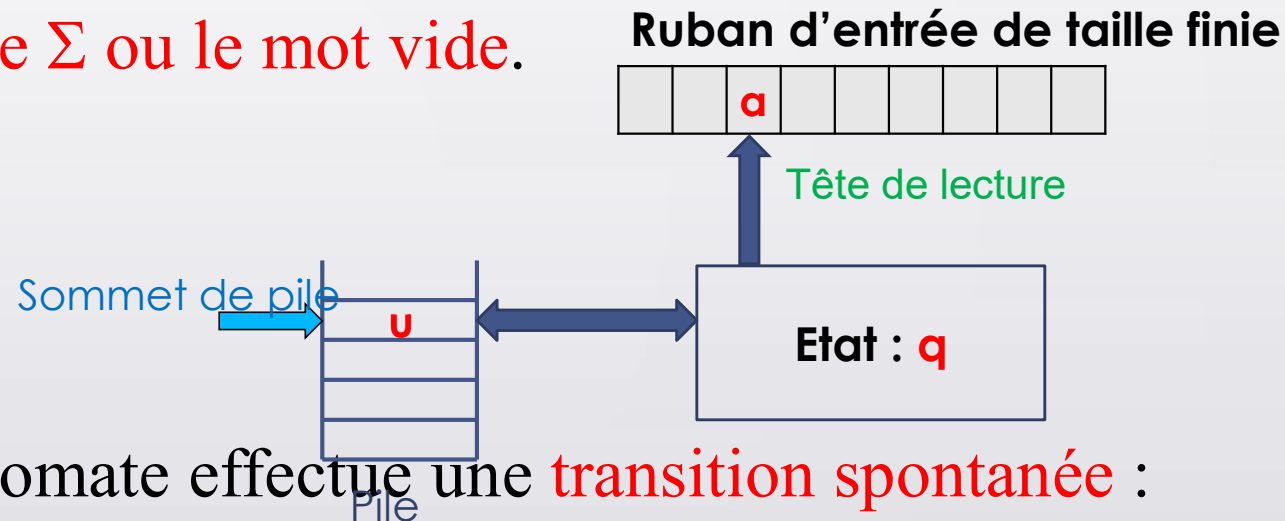 e Σ ou le mot vide.
Ruban d’entrée de taille finie
a
Tête de lecture
Sommet de pile
u
Etat : q
omate effectue une transition spontanée :
Pile